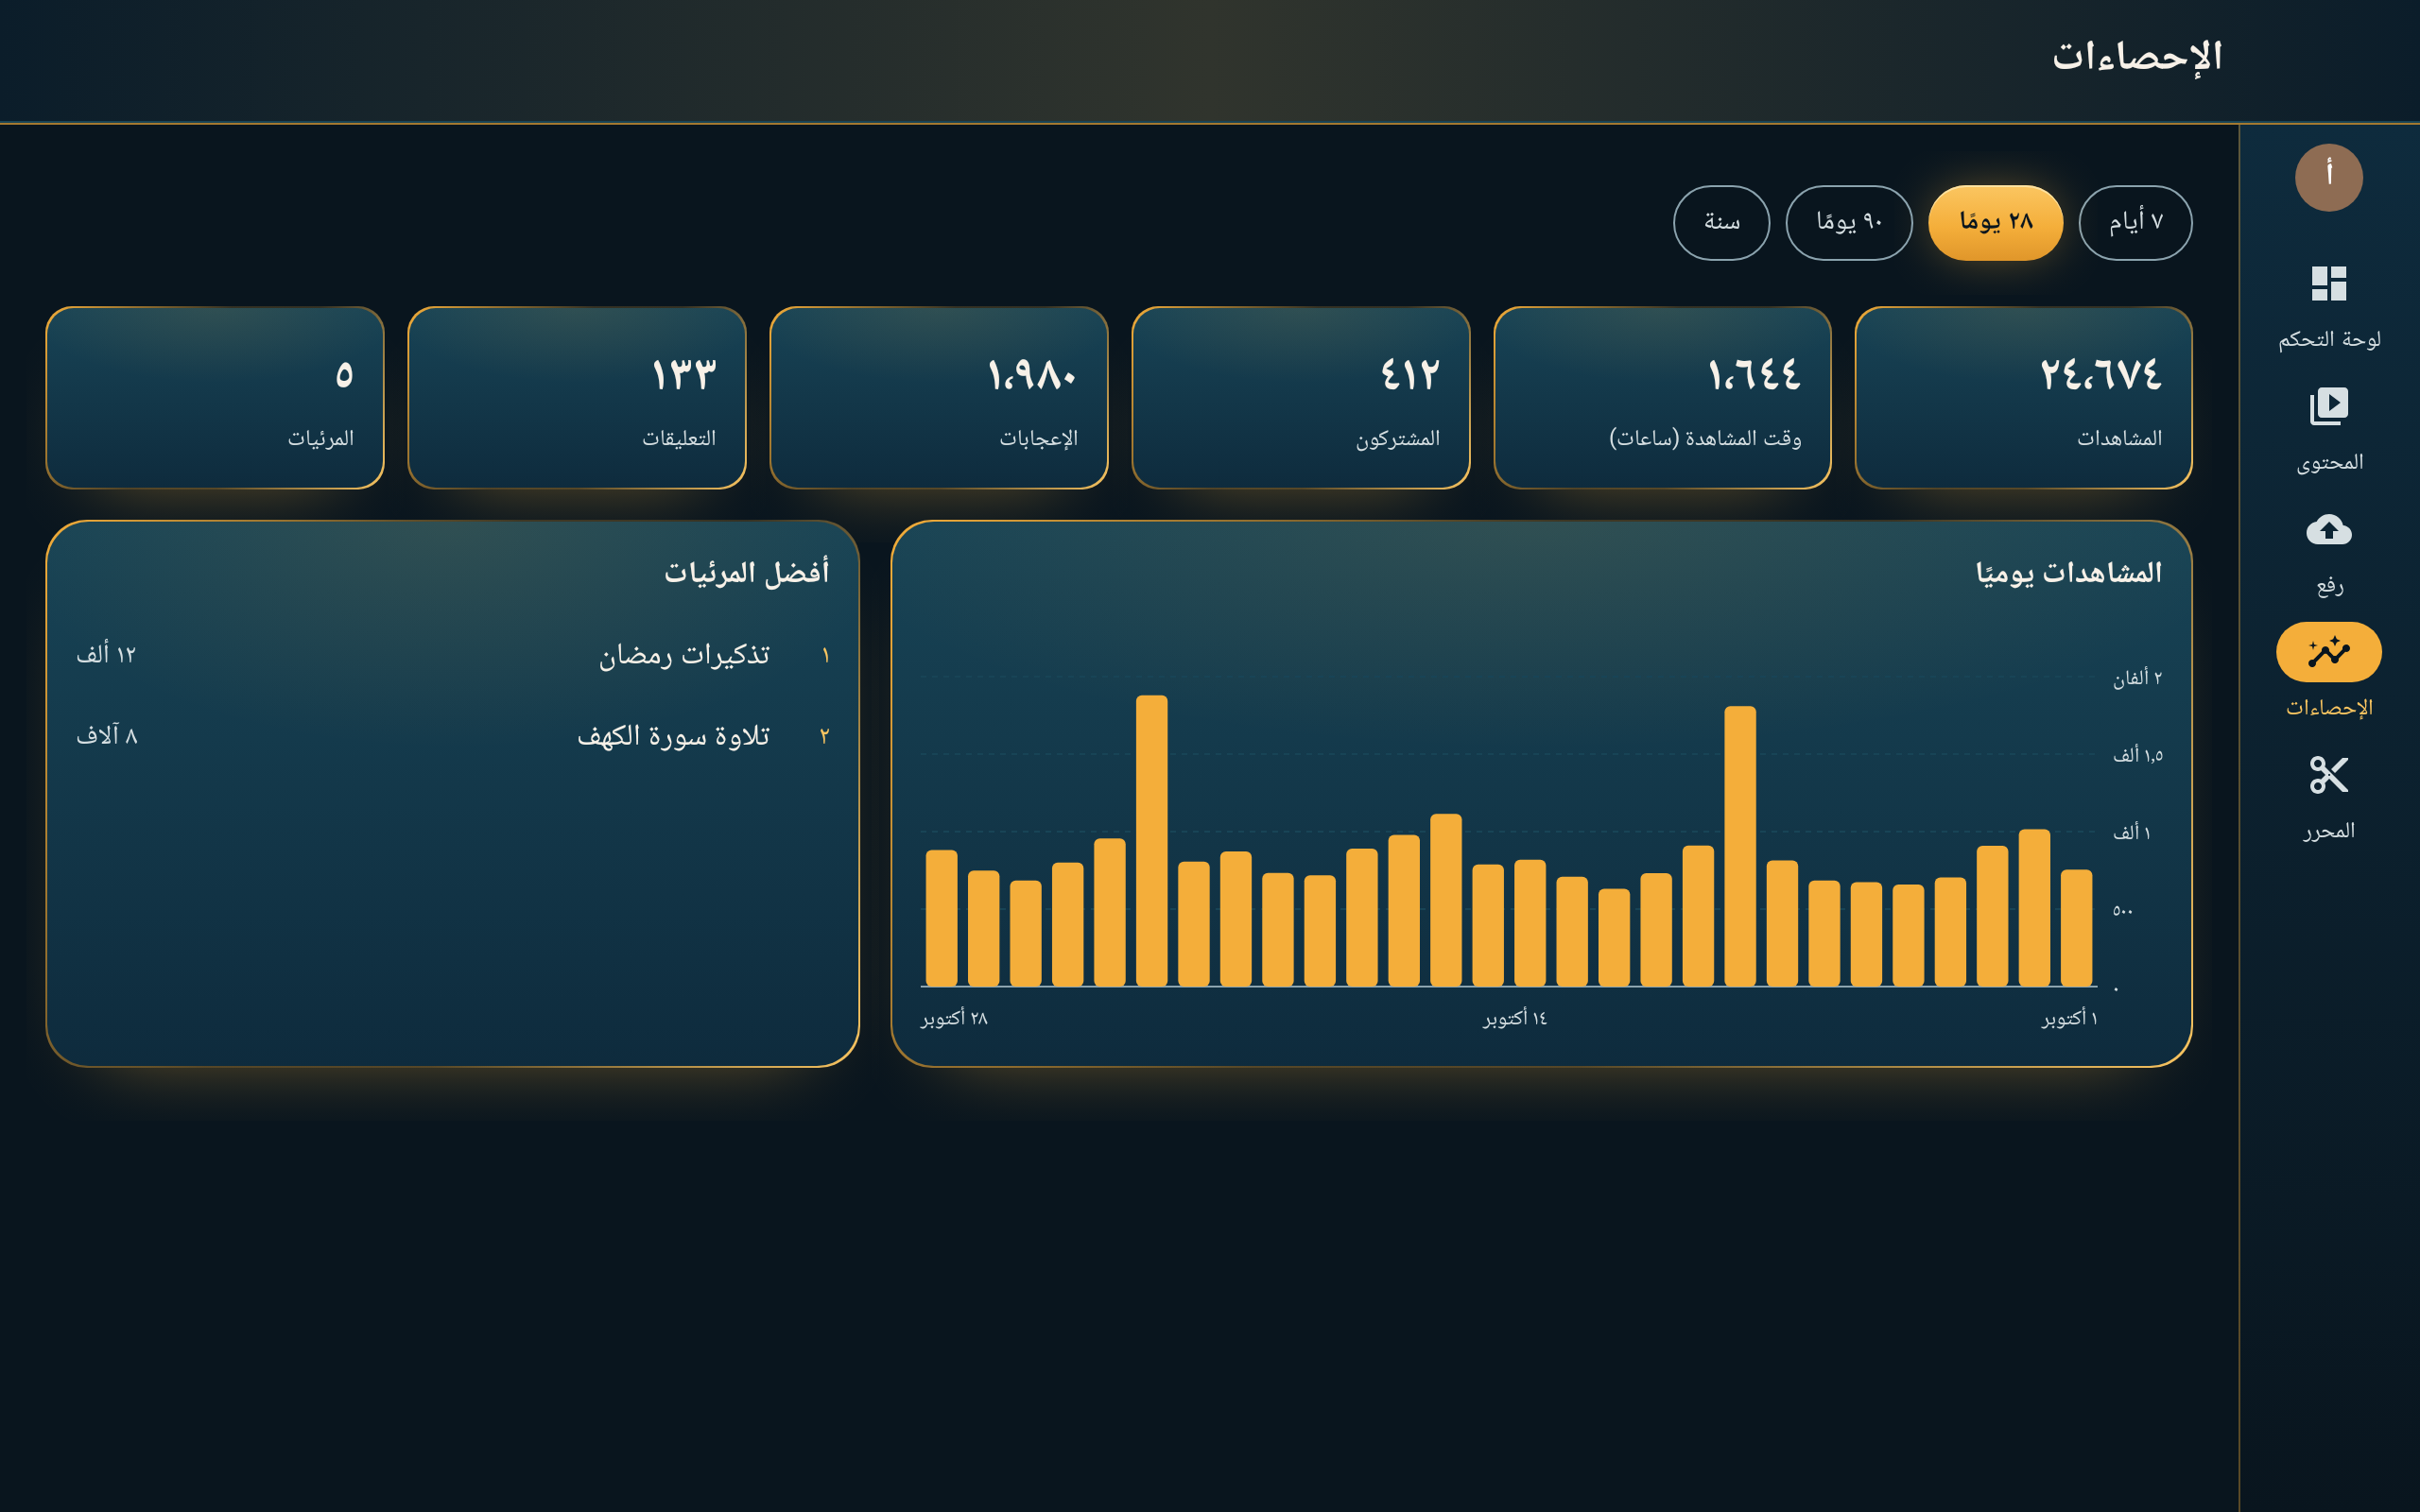 الإحصاءات
أ
لوحة التحكم
المحتوى
رفع
الإحصاءات
المحرر
٧ أيام
٢٨ يومًا
٩٠ يومًا
سنة
٢٤،٦٧٤
المشاهدات
١،٦٤٤
وقت المشاهدة (ساعات)
٤١٢
المشتركون
١،٩٨٠
الإعجابات
١٣٣
التعليقات
٥
المرئيات
المشاهدات يوميًا
٢ ألفان
١٫٥ ألف
١ ألف
٥٠٠
٠
١ أكتوبر
١٤ أكتوبر
٢٨ أكتوبر
أفضل المرئيات
١ تذكيرات رمضان ١٢ ألف
٢ تلاوة سورة الكهف ٨ آلاف